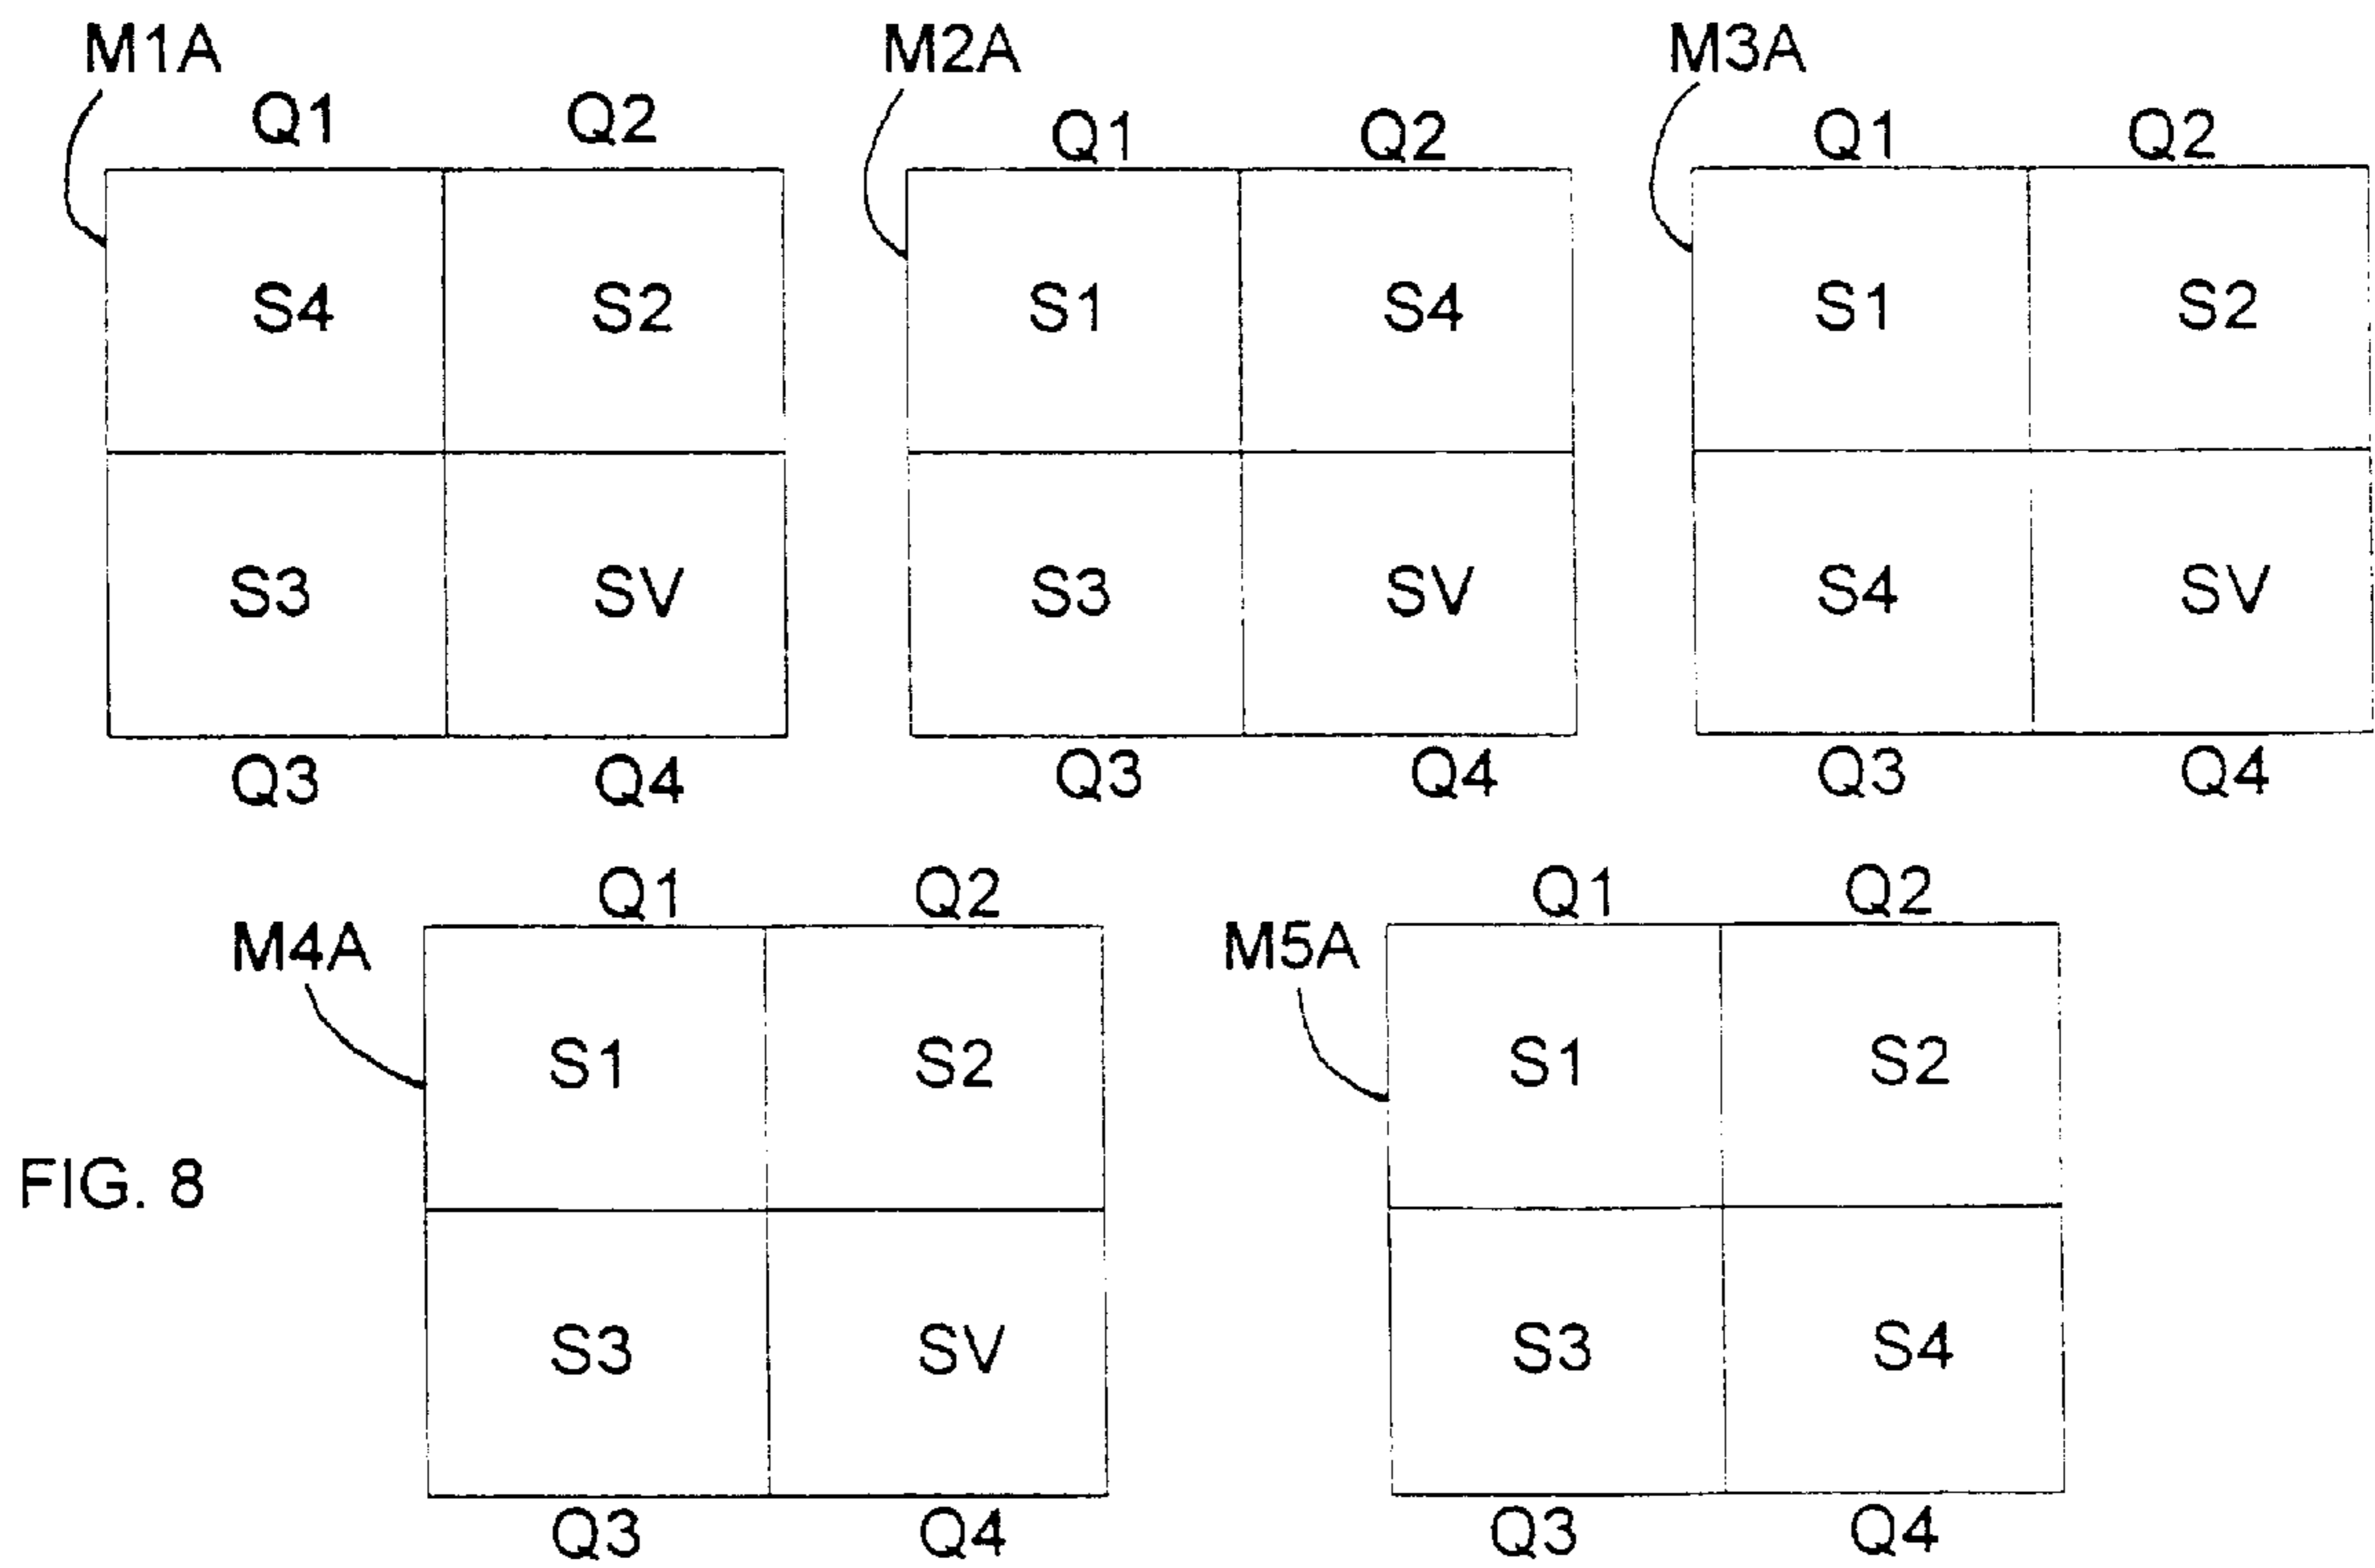 M1A M2A M3A
Q1 Q2 Q1 Q2 Q1 Q2
S4 S2 S1 S4 S1 S2
S3 SV S3 SV S4 SV
Q3 Q4 Q3 Q4 Q3 Q4
Q1 Q2 Q1 Q2
M4A M5A
S1 S2 S1 S2
FIG. 8
S3 SV S3 S4
Q3 Q4 Q3 Q4